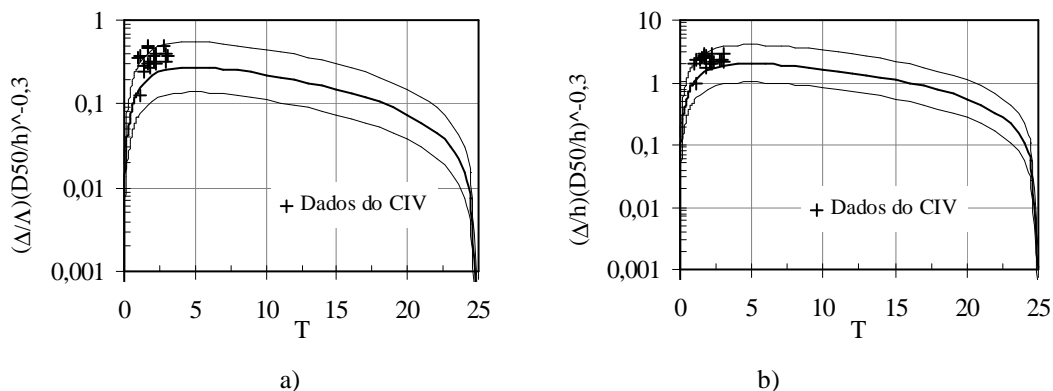 (Δ/Λ)(D50/h)^-0,3
1
0,1
0,01
0,001
+ Dados do CIV
0 5 10 15 20 25
T
a)
(Δ/h)(D50/h)^-0,3
10
1
0,1
0,01
0,001
+ Dados do CIV
0 5 10 15 20 25
T
b)